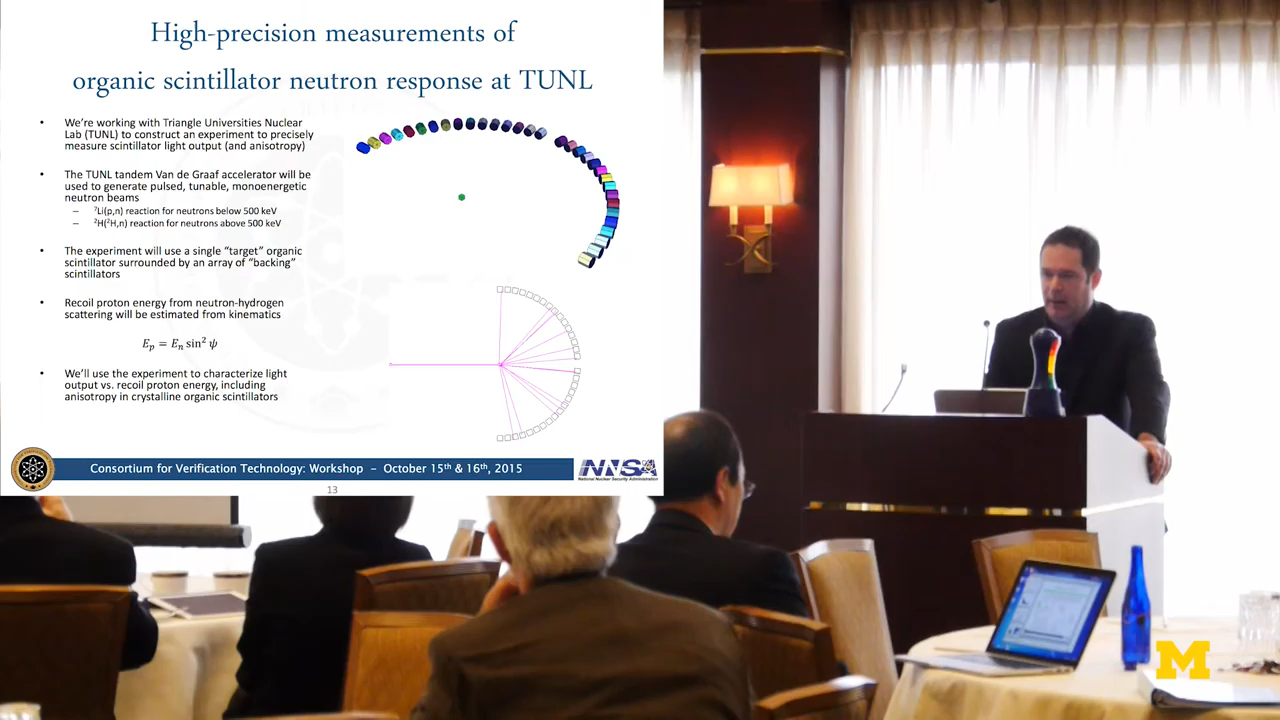 High-precision measurements of
organic scintillator neutron response at TUNL
• We're working with Triangle Universities Nuclear
Lab (TUNL) to construct an experiment to precisely
measure scintillator light output (and anisotropy)
• The TUNL tandem Van de Graaf accelerator will be
used to generate pulsed, tunable, monoenergetic
neutron beams
– ⁷Li(p,n) reaction for neutrons below 500 keV
– ²H(²H,n) reaction for neutrons above 500 keV
• The experiment will use a single “target” organic
scintillator surrounded by an array of “backing”
scintillators
• Recoil proton energy from neutron-hydrogen
scattering will be estimated from kinematics
Eₚ = Eₙ sin² ψ
• We'll use the experiment to characterize light
output vs. recoil proton energy, including
anisotropy in crystalline organic scintillators
Consortium for Verification Technology: Workshop – October 15th & 16th, 2015
NNSA
National Nuclear Security Administration
13
M